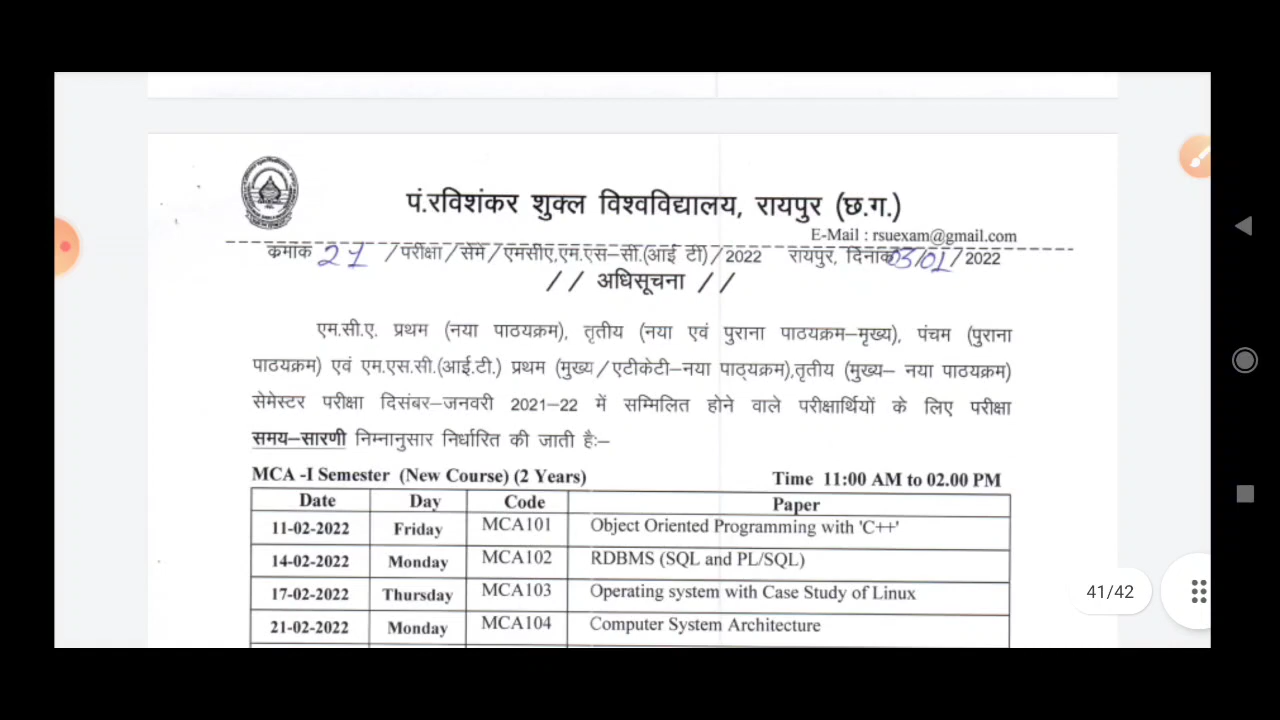 पं.रविशंकर शुक्ल विश्वविद्यालय, रायपुर (छ.ग.)
E-Mail : rsuexam@gmail.com
क्रमांक 21 /परीक्षा/सेमे/एमसीए,एम.एस–सी.(आई टी)/2022 रायपुर, दिनांक 03/01/2022
// अधिसूचना //
एम.सी.ए. प्रथम (नया पाठयक्रम), तृतीय (नया एवं पुराना पाठयक्रम–मृख्य), पंचम (पुराना
पाठयक्रम) एवं एम.एस.सी.(आई.टी.) प्रथम (मुख्य/एटीकेटी–नया पाठ्यक्रम),तृतीय (मुख्य– नया पाठयक्रम)
सेमेस्टर परीक्षा दिसंबर–जनवरी 2021–22 में सम्मिलित होने वाले परीक्षार्थियों के लिए परीक्षा
समय–सारणी निम्नानुसार निर्धारित की जाती है:–
MCA -I Semester (New Course) (2 Years) Time 11:00 AM to 02.00 PM
Date Day Code Paper
11-02-2022 Friday MCA101 Object Oriented Programming with 'C++'
14-02-2022 Monday MCA102 RDBMS (SQL and PL/SQL)
17-02-2022 Thursday MCA103 Operating system with Case Study of Linux
21-02-2022 Monday MCA104 Computer System Architecture
41/42